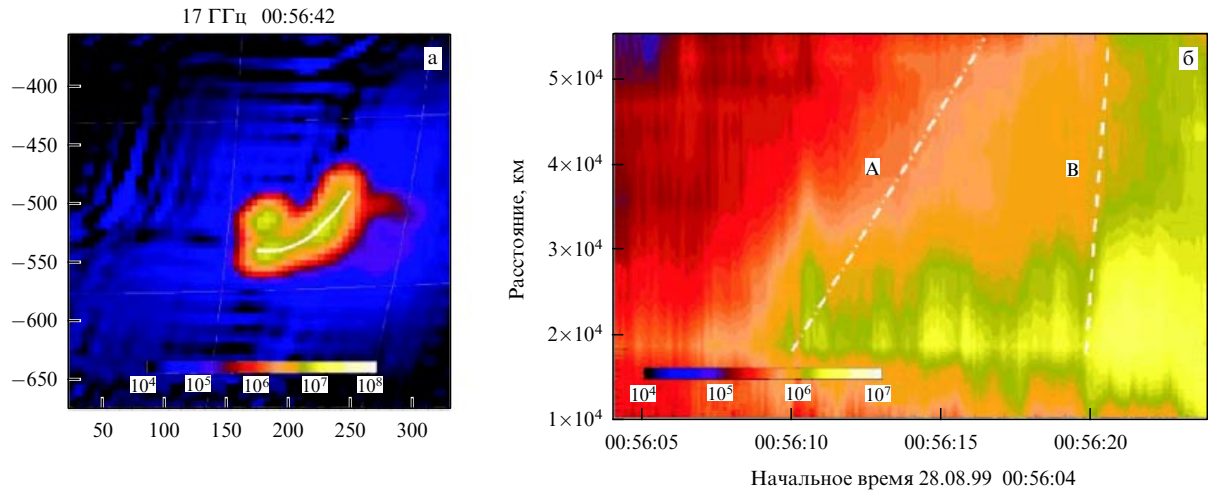 17 ГГц 00:56:42
а
−400
−450
−500
−550
−600
−650
10⁴ 10⁵ 10⁶ 10⁷ 10⁸
50 100 150 200 250 300
б
Расстояние, км
5×10⁴
4×10⁴
3×10⁴
2×10⁴
1×10⁴
A
B
10⁴ 10⁵ 10⁶ 10⁷
00:56:05 00:56:10 00:56:15 00:56:20
Начальное время 28.08.99 00:56:04